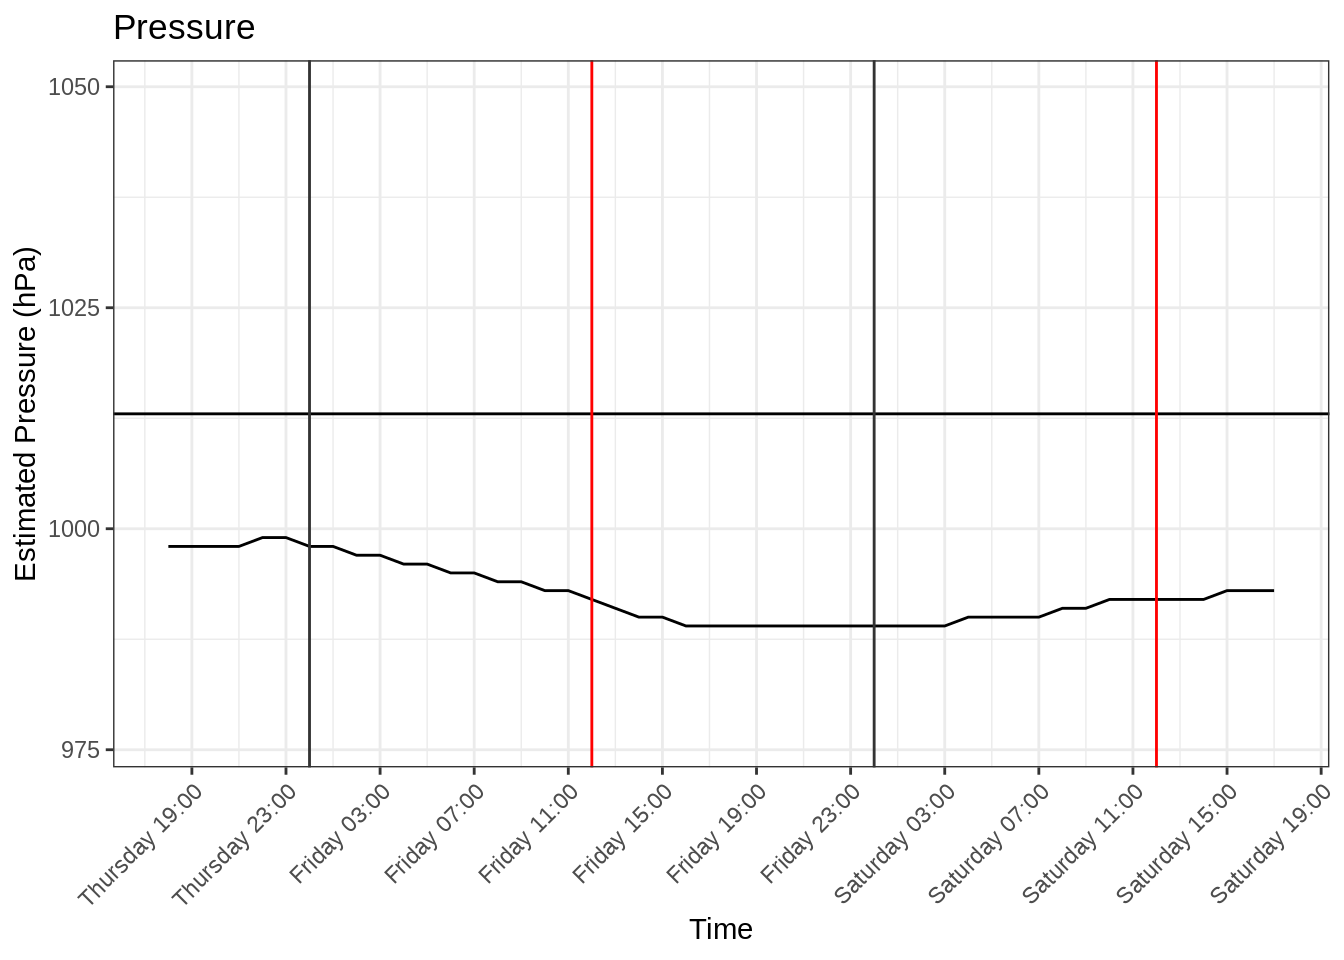 Pressure
Estimated Pressure (hPa)
1050
1025
1000
975
Thursday 19:00
Thursday 23:00
Friday 03:00
Friday 07:00
Friday 11:00
Friday 15:00
Friday 19:00
Friday 23:00
Saturday 03:00
Saturday 07:00
Saturday 11:00
Saturday 15:00
Saturday 19:00
Time